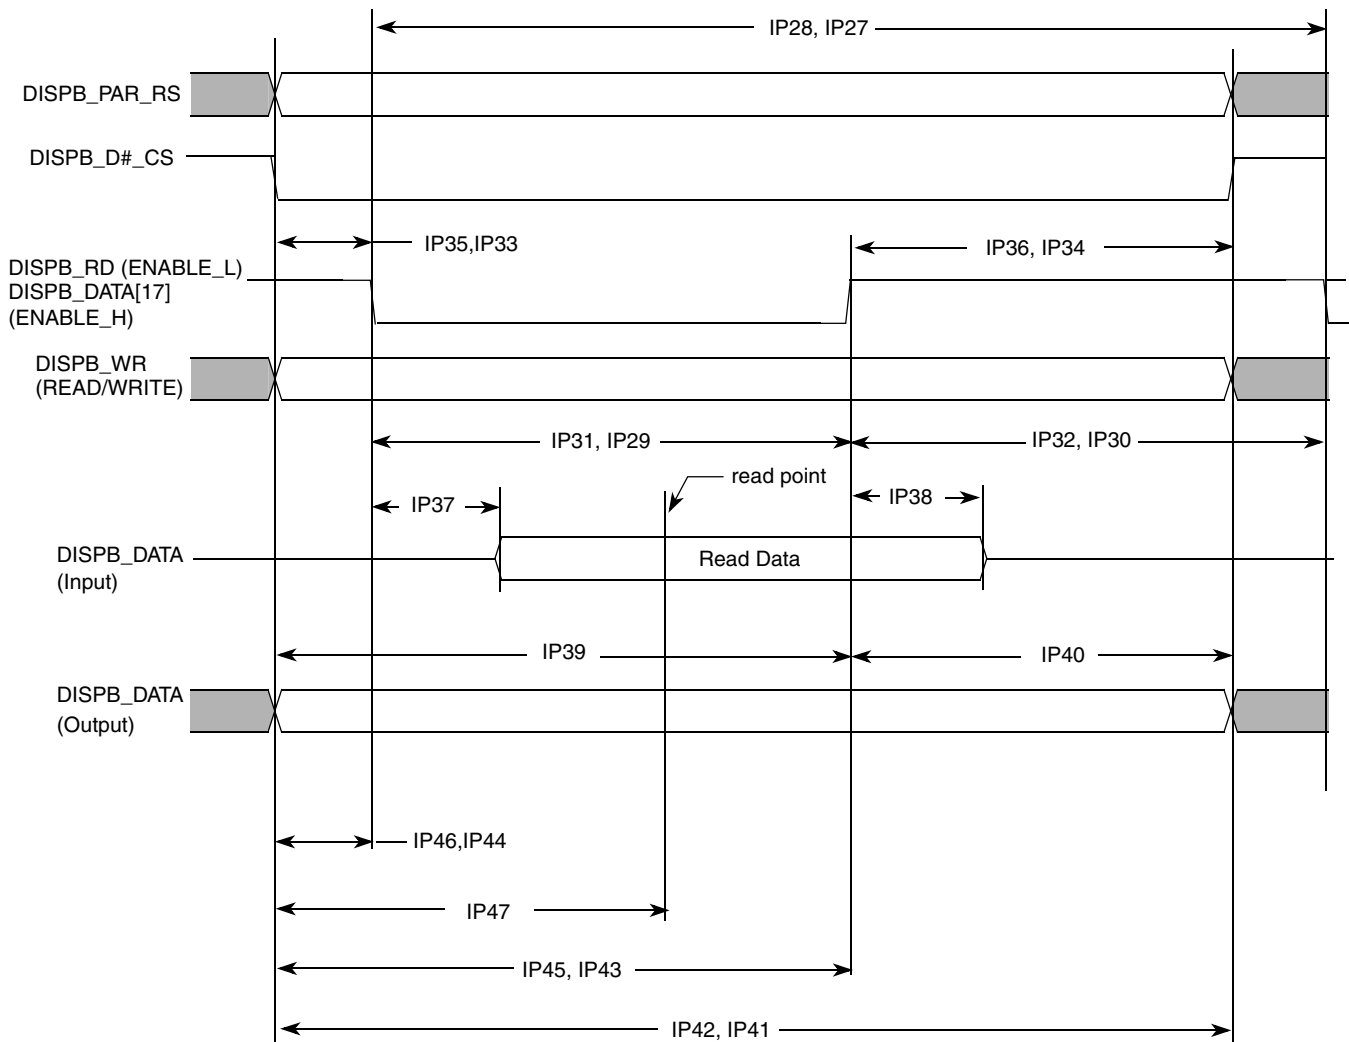 IP28, IP27
DISPB_PAR_RS
DISPB_D#_CS
IP35,IP33
IP36, IP34
DISPB_RD (ENABLE_L)
DISPB_DATA[17]
(ENABLE_H)
DISPB_WR
(READ/WRITE)
IP31, IP29
IP32, IP30
read point
IP37
IP38
DISPB_DATA
(Input)
Read Data
IP39
IP40
DISPB_DATA
(Output)
IP46,IP44
IP47
IP45, IP43
IP42, IP41